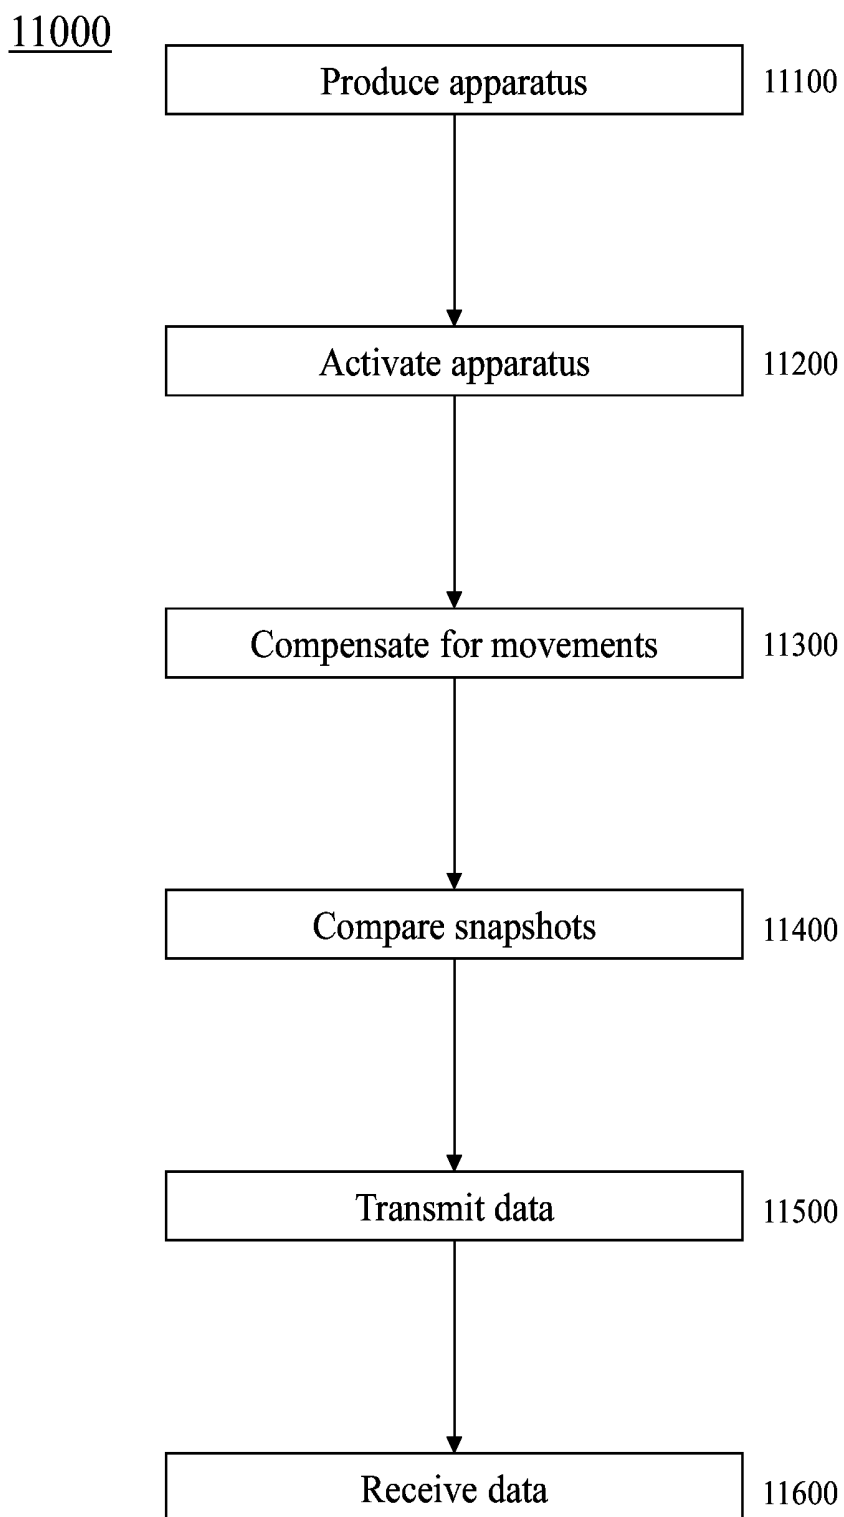 11000
Produce apparatus 11100
Activate apparatus 11200
Compensate for movements 11300
Compare snapshots 11400
Transmit data 11500
Receive data 11600